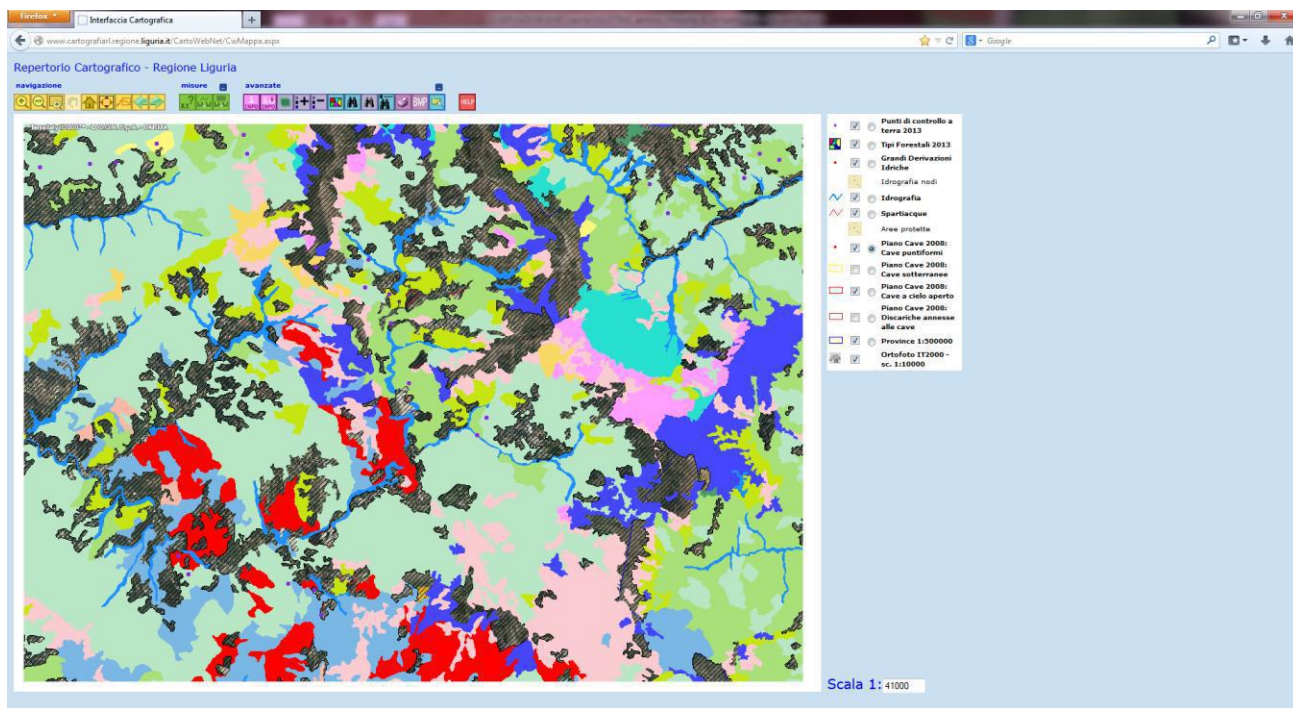 Firefox
Interfaccia Cartografica
www.cartografiarl.regione.liguria.it/CartoWebNet/CwMappa.aspx
Google
Repertorio Cartografico - Regione Liguria
navigazione
misure
avanzate
BMP
HELP
Punti di controllo a
terra 2013
Tipi Forestali 2013
Grandi Derivazioni
Idriche
Idrografia nodi
Idrografia
Spartiacque
Aree protette
Piano Cave 2008:
Cave puntiformi
Piano Cave 2008:
Cave sotterranee
Piano Cave 2008:
Cave a cielo aperto
Piano Cave 2008:
Discariche annesse
alle cave
Province 1:500000
Ortofoto IT2000 -
sc. 1:10000
Scala 1: 41000